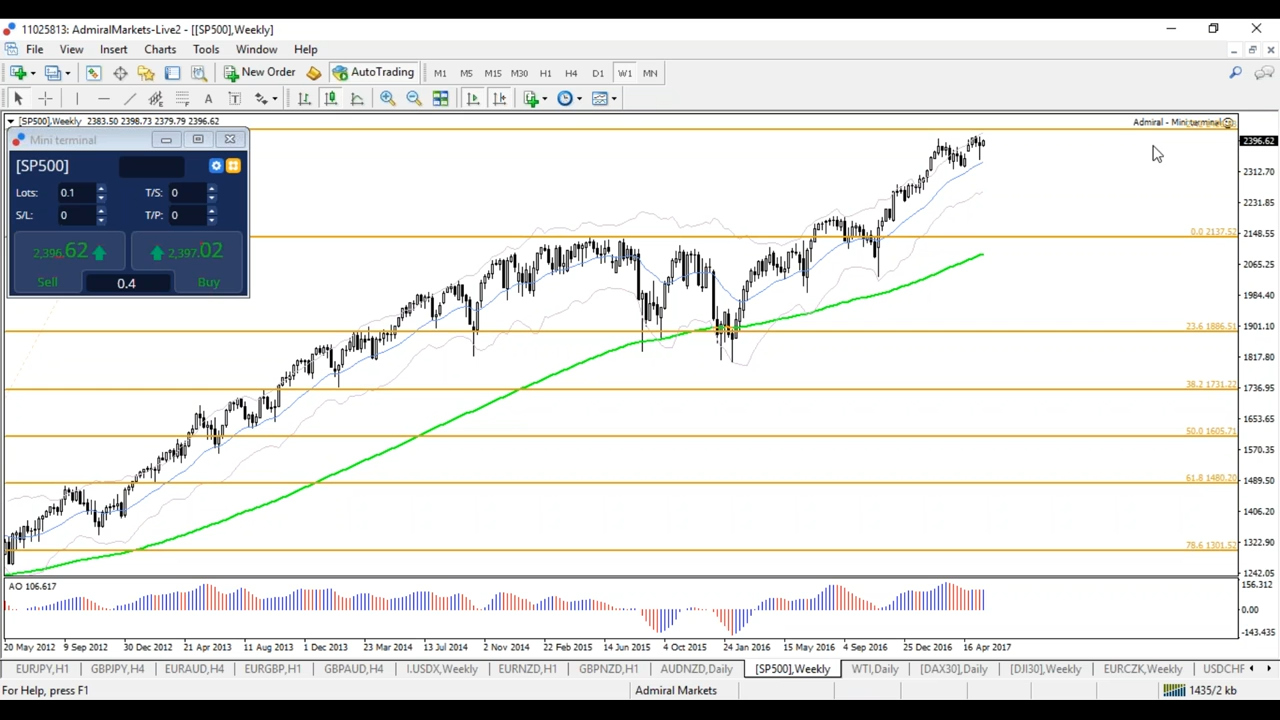 11025813: AdmiralMarkets-Live2 - [[SP500],Weekly]
File View Insert Charts Tools Window Help
New Order AutoTrading M1 M5 M15 M30 H1 H4 D1 W1 MN
A T
[SP500],Weekly 2383.50 2398.73 2379.79 2396.62
Admiral - Mini terminal
Mini terminal
[SP500]
Lots: 0.1 T/S: 0
S/L: 0 T/P: 0
2,396.62 2,397.02
Sell 0.4 Buy
2396.62
2312.70
2231.85
0.0 2137.52
2148.55
2065.25
1984.40
23.6 1886.51
1901.10
1817.80
38.2 1731.22
1736.95
1653.65
50.0 1605.71
1570.35
61.8 1480.20
1489.50
1406.20
78.6 1301.52
1322.90
1242.05
AO 106.617
156.312
0.00
-143.435
20 May 2012 9 Sep 2012 30 Dec 2012 21 Apr 2013 11 Aug 2013 1 Dec 2013 23 Mar 2014 13 Jul 2014 2 Nov 2014 22 Feb 2015 14 Jun 2015 4 Oct 2015 24 Jan 2016 15 May 2016 4 Sep 2016 25 Dec 2016 16 Apr 2017
EURJPY,H1 GBPJPY,H4 EURAUD,H4 EURGBP,H1 GBPAUD,H4 I.USDX,Weekly EURNZD,H1 GBPNZD,H1 AUDNZD,Daily [SP500],Weekly WTI,Daily [DAX30],Daily [DJI30],Weekly EURCZK,Weekly USDCHF
For Help, press F1
Admiral Markets
1435/2 kb